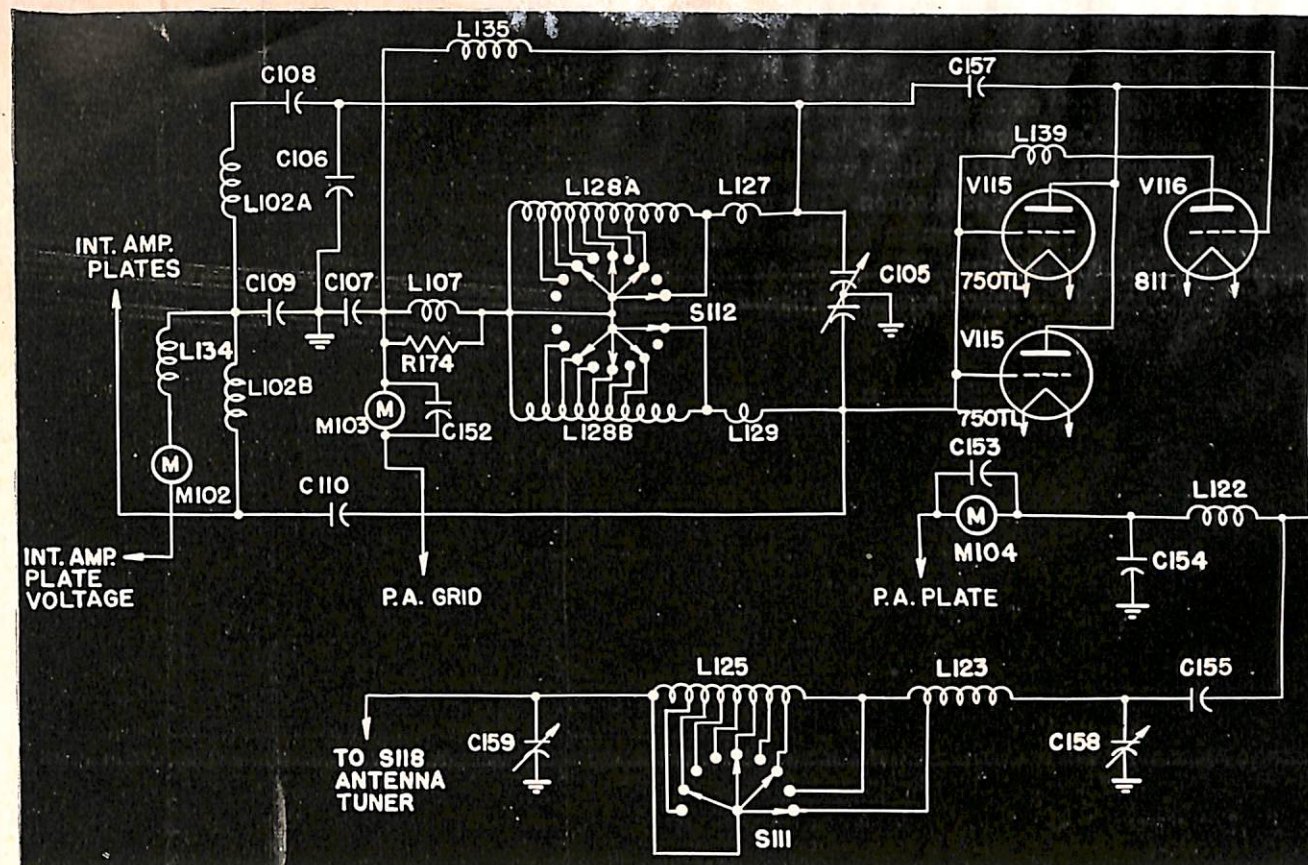 L135
C108
C157
C106
L139
V115
V116
L128A
L127
L102A
INT. AMP.
PLATES
C109
C107
L107
C105
750TL
811
S112
L134
R174
V115
L102B
M
M103
C152
L128B
L129
750TL
C153
M
M102
C110
L122
M
M104
INT. AMP.
PLATE
VOLTAGE
C154
P.A. GRID
P.A. PLATE
L125
L123
C155
C159
C158
TO S118
ANTENNA
TUNER
S111